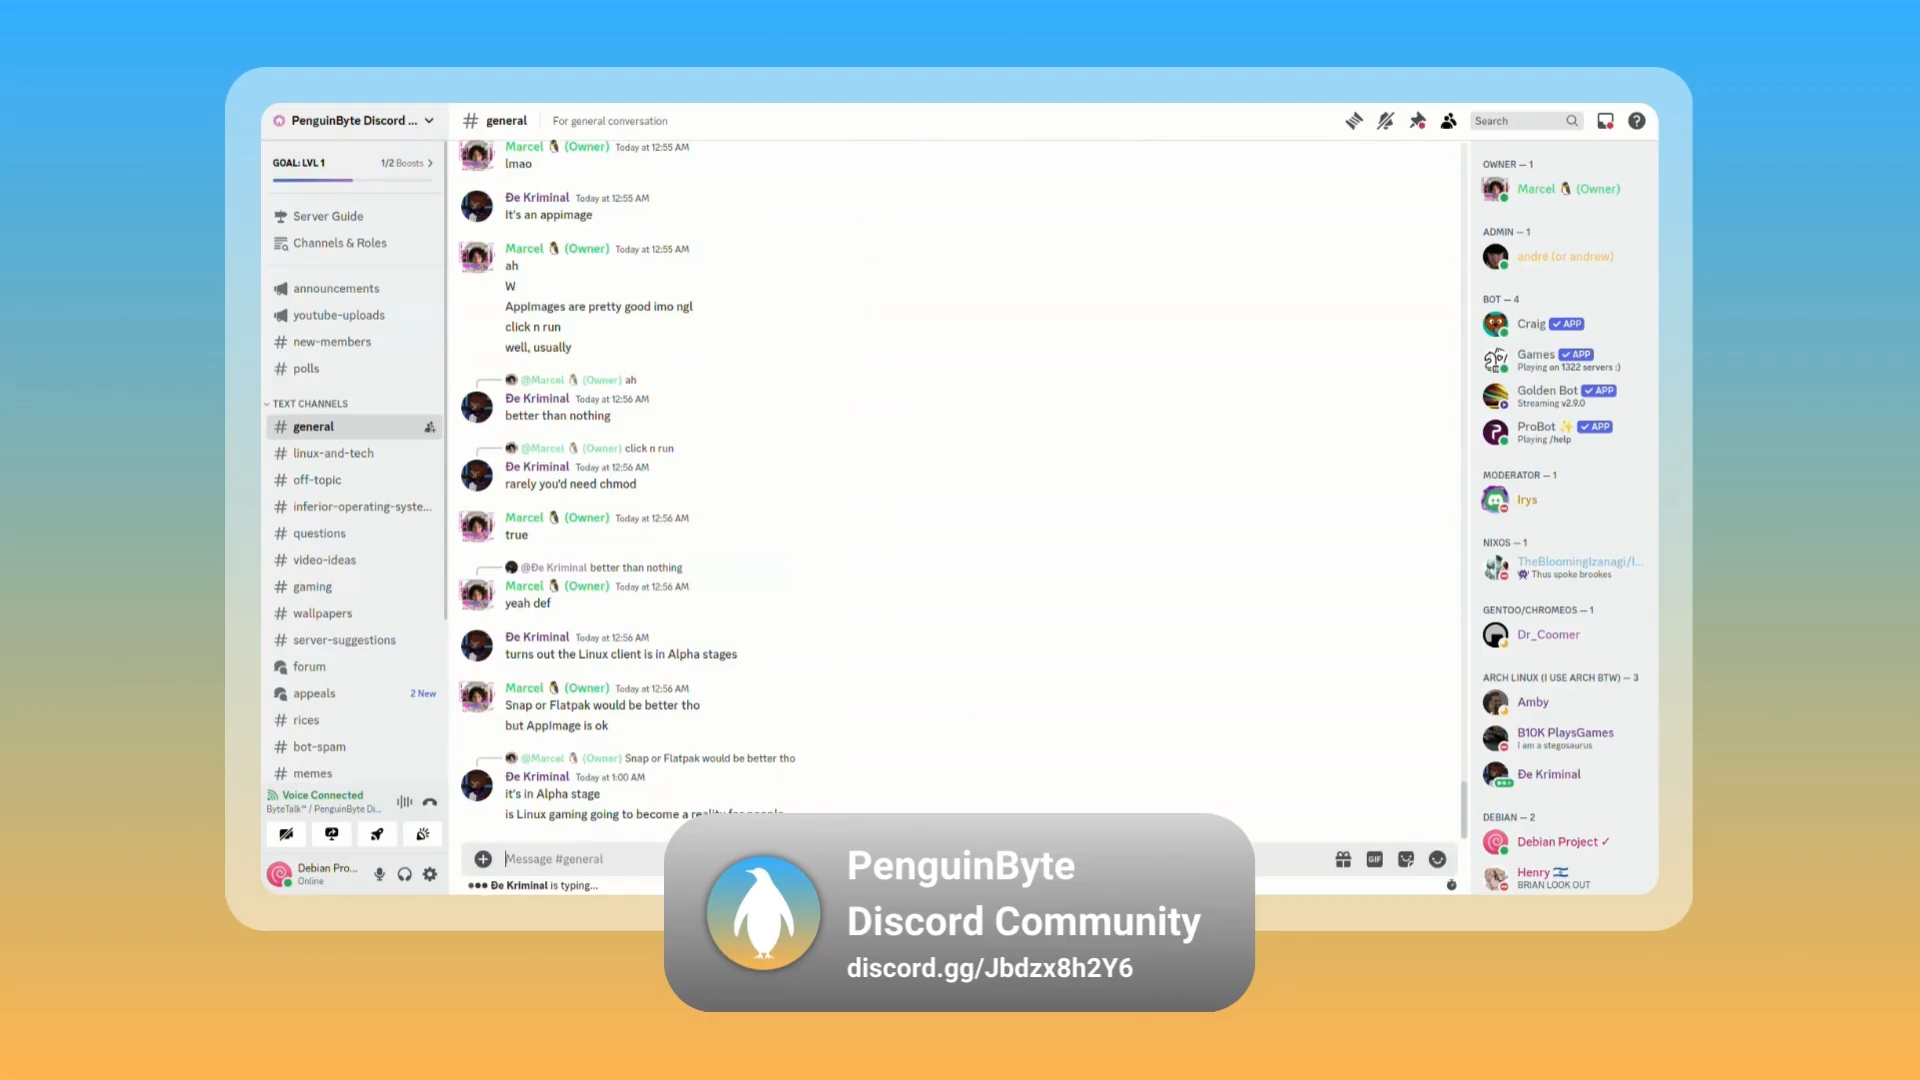 PenguinByte Discord ...
GOAL: LVL 1
1/2 Boosts
Server Guide
Channels & Roles
announcements
youtube-uploads
new-members
polls
TEXT CHANNELS
general
linux-and-tech
off-topic
inferior-operating-syste...
questions
video-ideas
gaming
wallpapers
server-suggestions
forum
appeals
2 New
rices
bot-spam
memes
Voice Connected
ByteTalk™ / PenguinByte Di...
Debian Pro...
Online
# general
For general conversation
Search
Marcel 🐧 (Owner) Today at 12:55 AM
lmao
Đe Kriminal Today at 12:55 AM
It's an appimage
Marcel 🐧 (Owner) Today at 12:55 AM
ah
W
AppImages are pretty good imo ngl
click n run
well, usually
@Marcel 🐧 (Owner) ah
Đe Kriminal Today at 12:56 AM
better than nothing
@Marcel 🐧 (Owner) click n run
Đe Kriminal Today at 12:56 AM
rarely you'd need chmod
Marcel 🐧 (Owner) Today at 12:56 AM
true
@Đe Kriminal better than nothing
Marcel 🐧 (Owner) Today at 12:56 AM
yeah def
Đe Kriminal Today at 12:56 AM
turns out the Linux client is in Alpha stages
Marcel 🐧 (Owner) Today at 12:56 AM
Snap or Flatpak would be better tho
but AppImage is ok
@Marcel 🐧 (Owner) Snap or Flatpak would be better tho
Đe Kriminal Today at 1:00 AM
it's in Alpha stage
is Linux gaming going to become a reality for people
Message #general
GIF
Đe Kriminal is typing...
OWNER — 1
Marcel 🐧 (Owner)
ADMIN — 1
andré (or andrew)
BOT — 4
Craig ✓ APP
Games ✓ APP
Playing on 1322 servers :)
Golden Bot ✓ APP
Streaming v2.9.0
ProBot ✨ ✓ APP
Playing /help
MODERATOR — 1
Irys
NIXOS — 1
TheBloomingIzanagi/I...
Thus spoke brookes
GENTOO/CHROMEOS — 1
Dr_Coomer
ARCH LINUX (I USE ARCH BTW) — 3
Amby
B10K PlaysGames
I am a stegosaurus
Đe Kriminal
DEBIAN — 2
Debian Project ✓
Henry 🇮🇱
BRIAN LOOK OUT
PenguinByte
Discord Community
discord.gg/Jbdzx8h2Y6